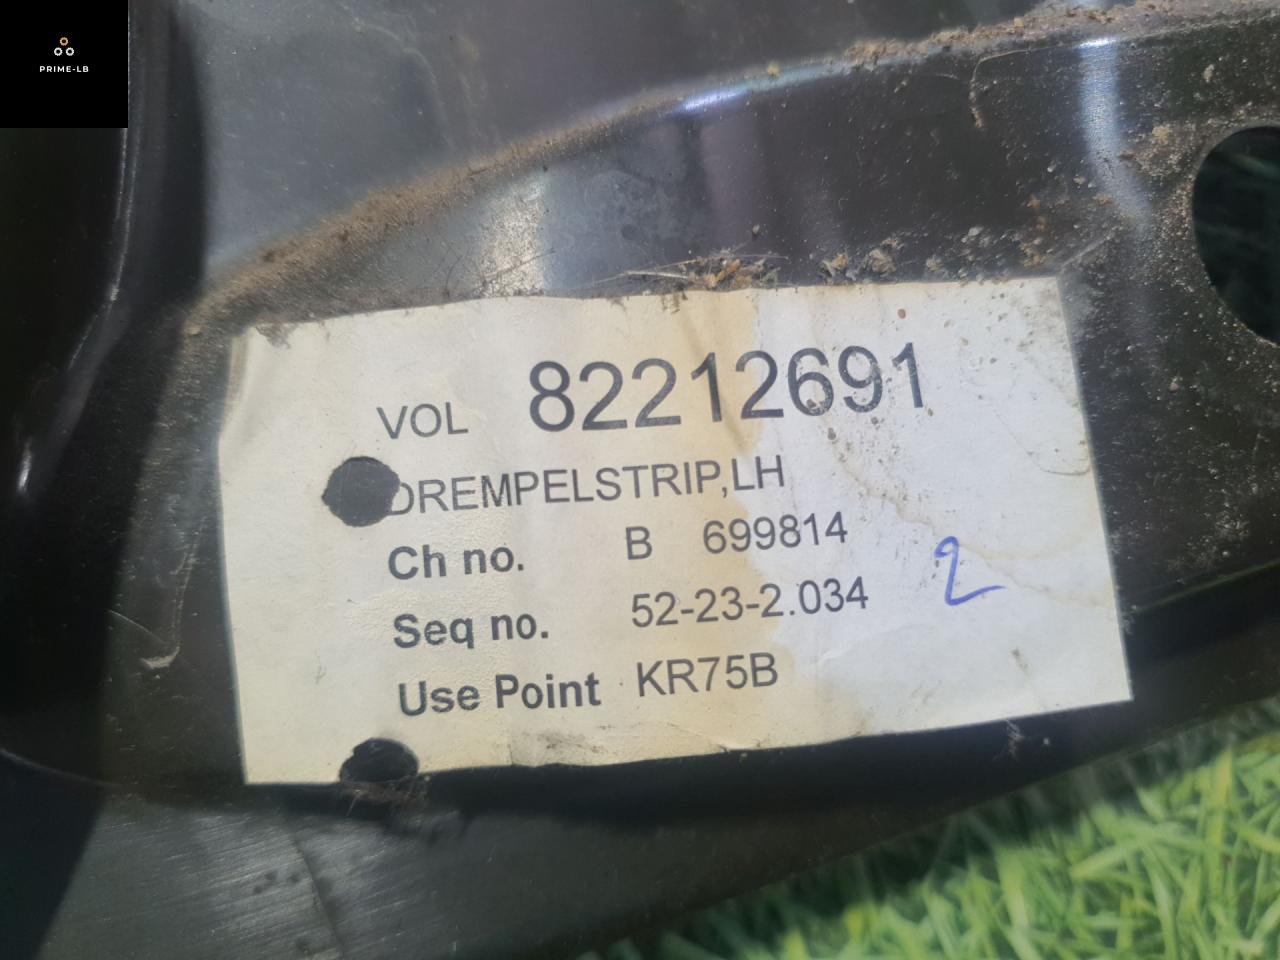 PRIME-LB
VOL 82212691
DREMPELSTRIP,LH
Ch no. B 699814
Seq no. 52-23-2.034 2
Use Point KR75B